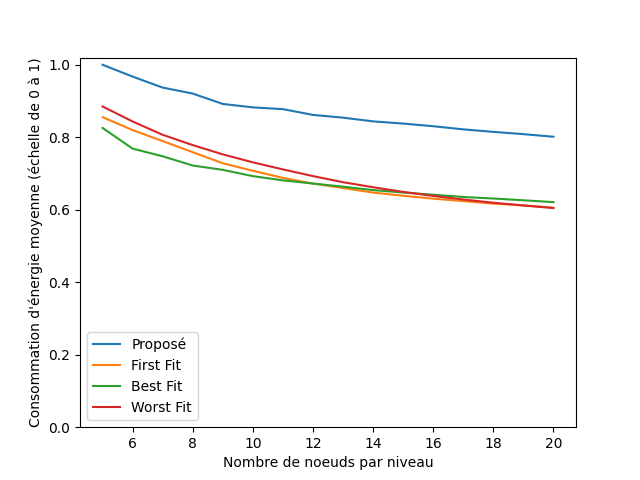 Consommation d'énergie moyenne (échelle de 0 à 1)
1.0
0.8
0.6
0.4
0.2
0.0
Proposé
First Fit
Best Fit
Worst Fit
6 8 10 12 14 16 18 20
Nombre de noeuds par niveau